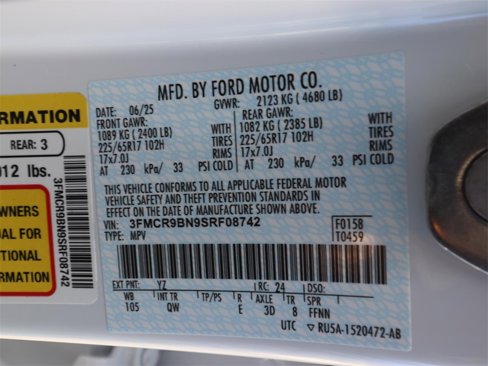 MFD. BY FORD MOTOR CO.
DATE: 06/25 GVWR: 2123 KG ( 4680 LB)
FRONT GAWR: REAR GAWR:
1089 KG ( 2400 LB) WITH 1082 KG ( 2385 LB) WITH
225/65R17 102H TIRES 225/65R17 102H TIRES
17x7.0J RIMS 17x7.0J RIMS
AT 230 kPa/ 33 PSI COLD AT 230 kPa/ 33 PSI COLD
THIS VEHICLE CONFORMS TO ALL APPLICABLE FEDERAL MOTOR
VEHICLE SAFETY AND THEFT PREVENTION STANDARDS IN EFFECT ON
THE DATE OF MANUFACTURE SHOWN ABOVE.
VIN: 3FMCR9BN9SRF08742 F0158
TYPE: MPV T0459
EXT PNT: YZ RC: 24 DSO:
WB INT TR TP/PS R AXLE TR SPR
105 QW E 3D 8 FFNN
UTC RU5A-1520472-AB
ORMATION
REAR: 3
012 lbs.
WNERS
UAL FOR
TIONAL
MATION
3FMCR9BN9SRF08742